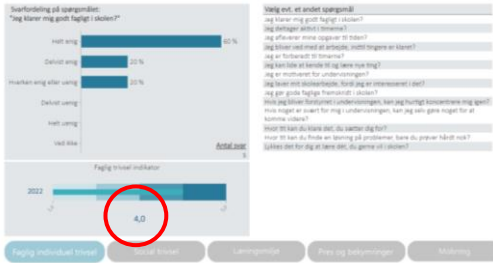 Svarfordeling på spørgsmålet:
"Jeg klarer mig godt fagligt i skolen?"
Helt enig
60 %
Delvist enig
20 %
Hverken enig eller uenig
20 %
Delvist uenig
Helt uenig
Ved ikke
Antal svar
5
Faglig trivsel indikator
2022
4,0
Vælg evt. et andet spørgsmål
Jeg klarer mig godt fagligt i skolen?
Jeg deltager aktivt i timerne?
Jeg afleverer mine opgaver til tiden?
Jeg bliver ved med at arbejde, indtil tingene er klaret?
Jeg er forberedt til timerne?
Jeg kan lide at kende til og lære nye ting?
Jeg er motiveret for undervisningen?
Jeg laver mit skolearbejde, fordi jeg er interesseret i det?
Jeg gør gode faglige fremskridt i skolen?
Hvis jeg bliver forstyrret i undervisningen, kan jeg hurtigt koncentrere mig igen?
Hvis noget er svært for mig i undervisningen, kan jeg selv gøre noget for at
komme videre?
Hvor tit kan du klare det, du sætter dig for?
Hvor tit kan du finde en løsning på problemer, bare du prøver hårdt nok?
Lykkes det for dig at lære det, du gerne vil i skolen?
Faglig individuel trivsel
Social trivsel
Læringsmiljø
Pres og bekymringer
Mobning